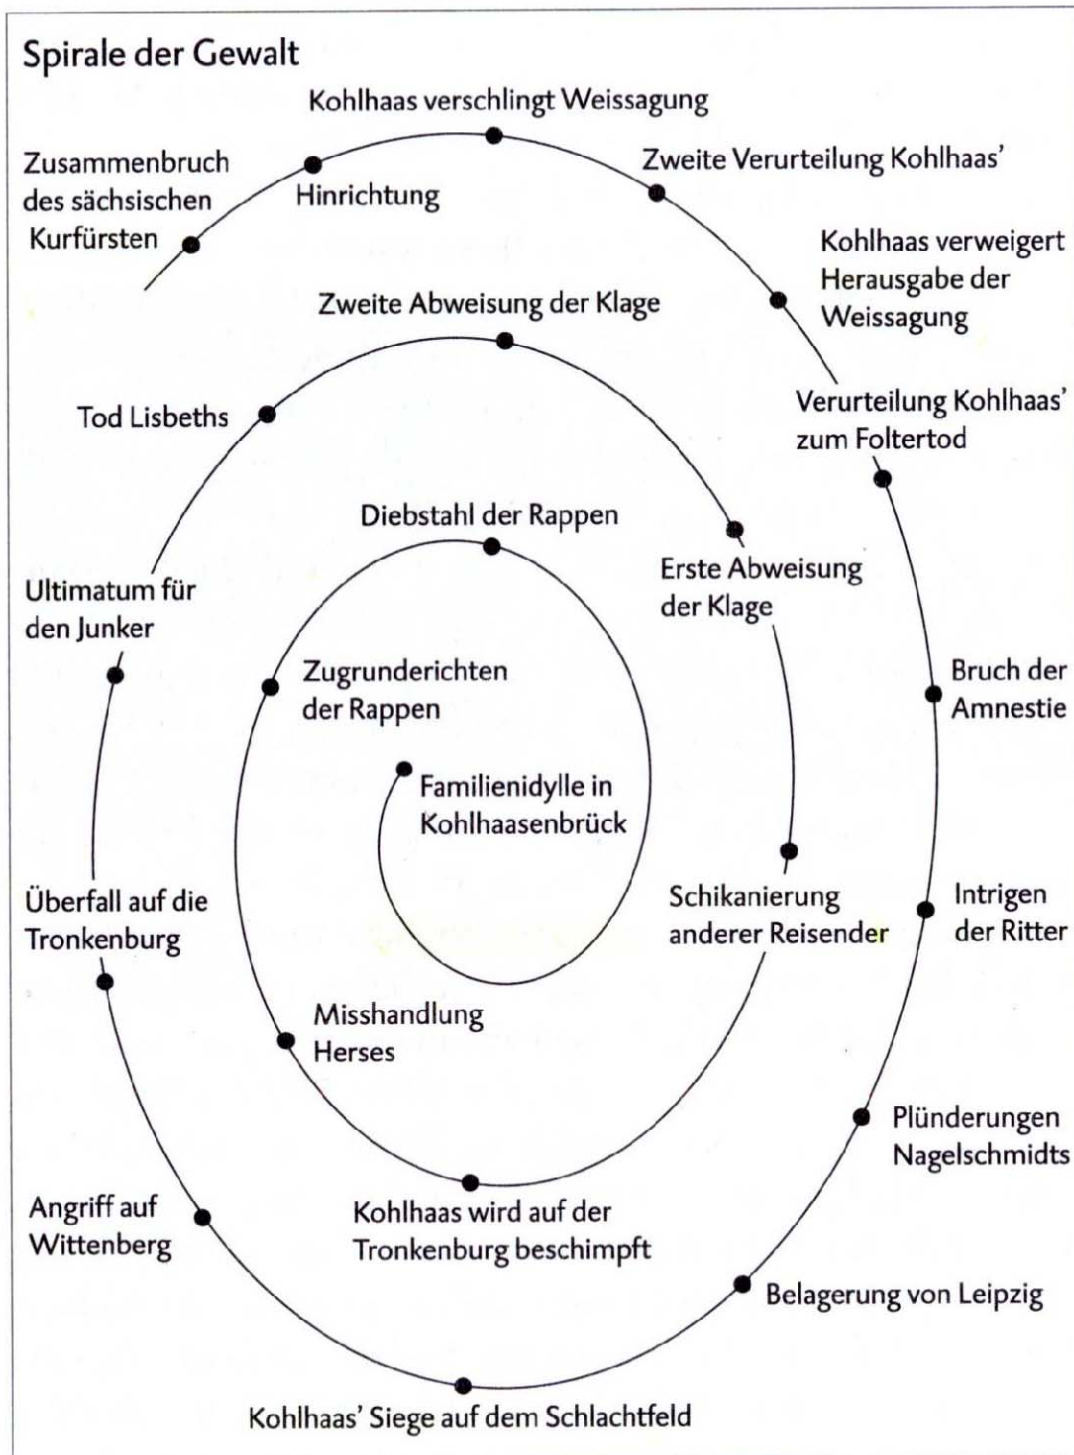 Spirale der Gewalt
Kohlhaas verschlingt Weissagung
Zusammenbruch
des sächsischen
Kurfürsten
Hinrichtung
Zweite Verurteilung Kohlhaas’
Kohlhaas verweigert
Herausgabe der
Weissagung
Zweite Abweisung der Klage
Tod Lisbeths
Verurteilung Kohlhaas’
zum Foltertod
Diebstahl der Rappen
Erste Abweisung
der Klage
Ultimatum für
den Junker
Zugrunderichten
der Rappen
Bruch der
Amnestie
Familienidylle in
Kohlhaasenbrück
Überfall auf die
Tronkenburg
Schikanierung
anderer Reisender
Intrigen
der Ritter
Misshandlung
Herses
Plünderungen
Nagelschmidts
Angriff auf
Wittenberg
Kohlhaas wird auf der
Tronkenburg beschimpft
Belagerung von Leipzig
Kohlhaas’ Siege auf dem Schlachtfeld